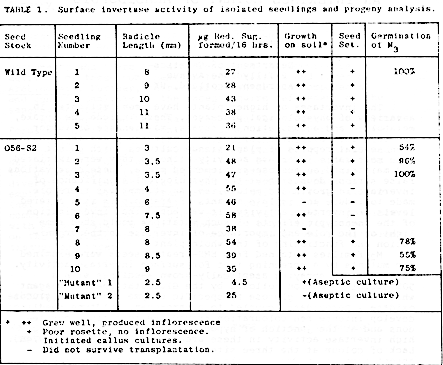 TABLE 1. Surface invertase activity of isolated seedlings and progeny analysis.
Seed Seedling Radicle µg Red. Sug. Growth Seed Germination
Stock Number Length (mm) formed/16 hrs. on soil* Set. of M3
Wild Type 1 8 27 ++ + 100%
2 9 28 ++ +
3 10 43 ++ +
4 11 38 ++
5 11 36 ++ +
O56-S2 1 3 21 ++ + 54%
2 3.5 48 ++ + 96%
3 3.5 47 ++ + 100%
4 4 55 ++ -
5 6 46 - -
6 7.5 58 ++ -
7 8 38 - -
8 8 54 ++ + 78%
9 8.5 39 ++ + 55%
10 9 35 ++ + 75%
"Mutant" 1 2.5 4.5 +(Aseptic culture)
"Mutant" 2 2.5 25 -(Aseptic culture)
* ++ Grew well, produced inflorescence
+ Poor rosette, no inflorescence.
Initiated callus cultures.
- Did not survive transplantation.